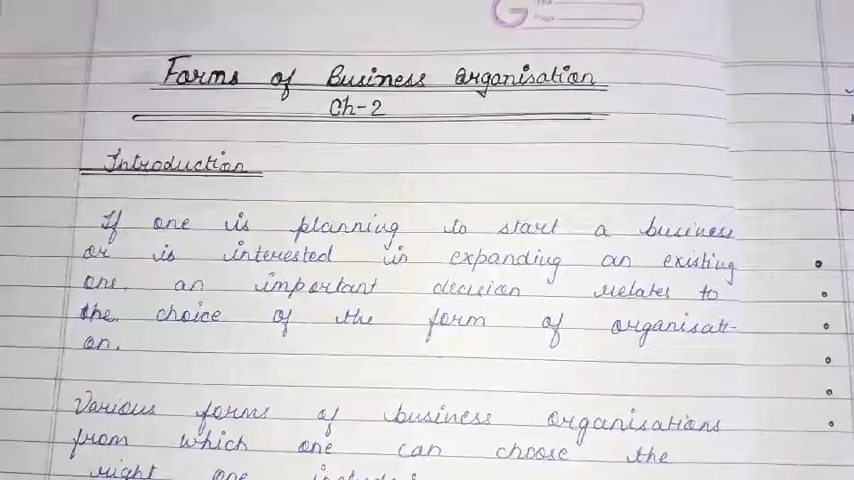 Forms of Business Organisation
Ch-2
Introduction
If one is planning to start a business
or is interested in expanding an existing
one, an important decision relates to
the choice of the form of organisati-
on.
Various forms of business organisations
from which one can choose the
right one